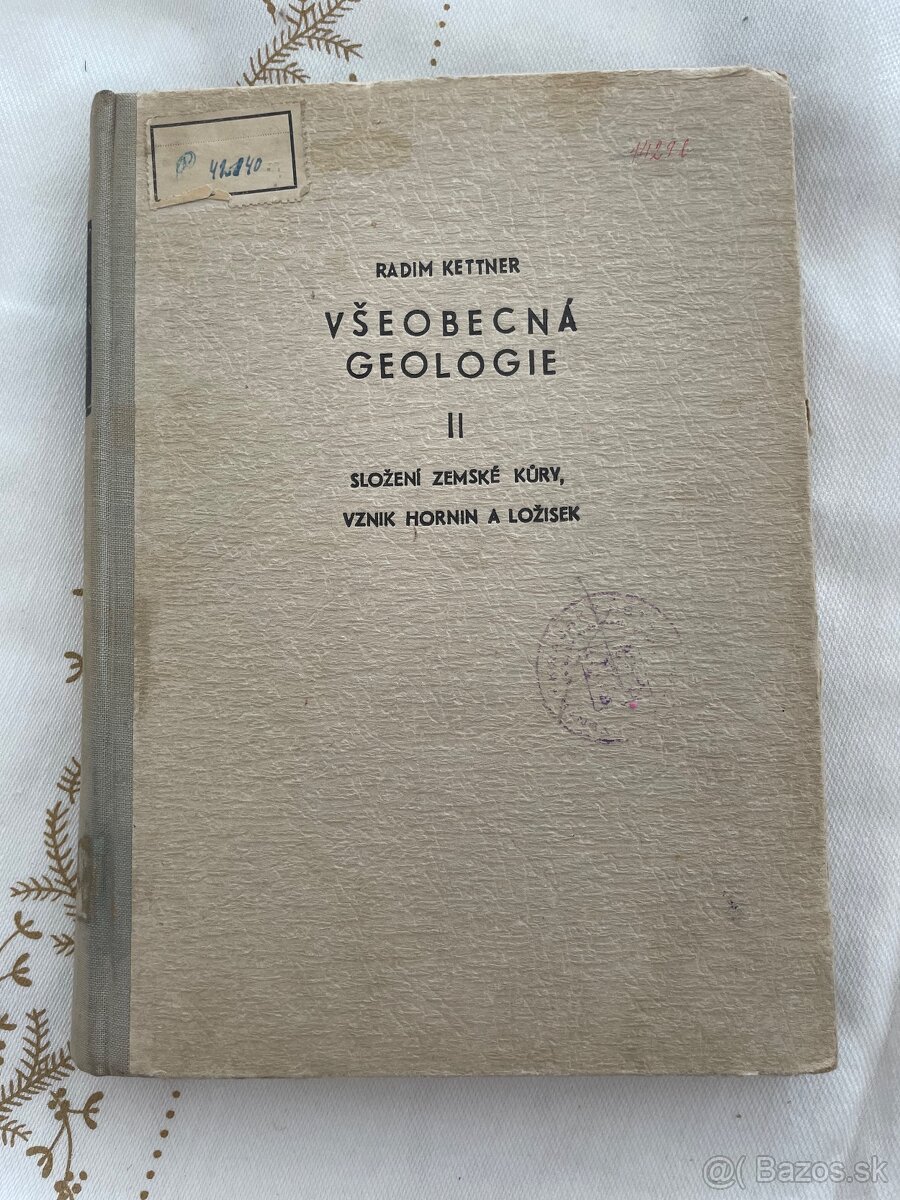 RADIM KETTNER
VŠEOBECNÁ
GEOLOGIE
II
SLOŽENÍ ZEMSKÉ KŮRY,
VZNIK HORNIN A LOŽISEK
@( Bazos.sk